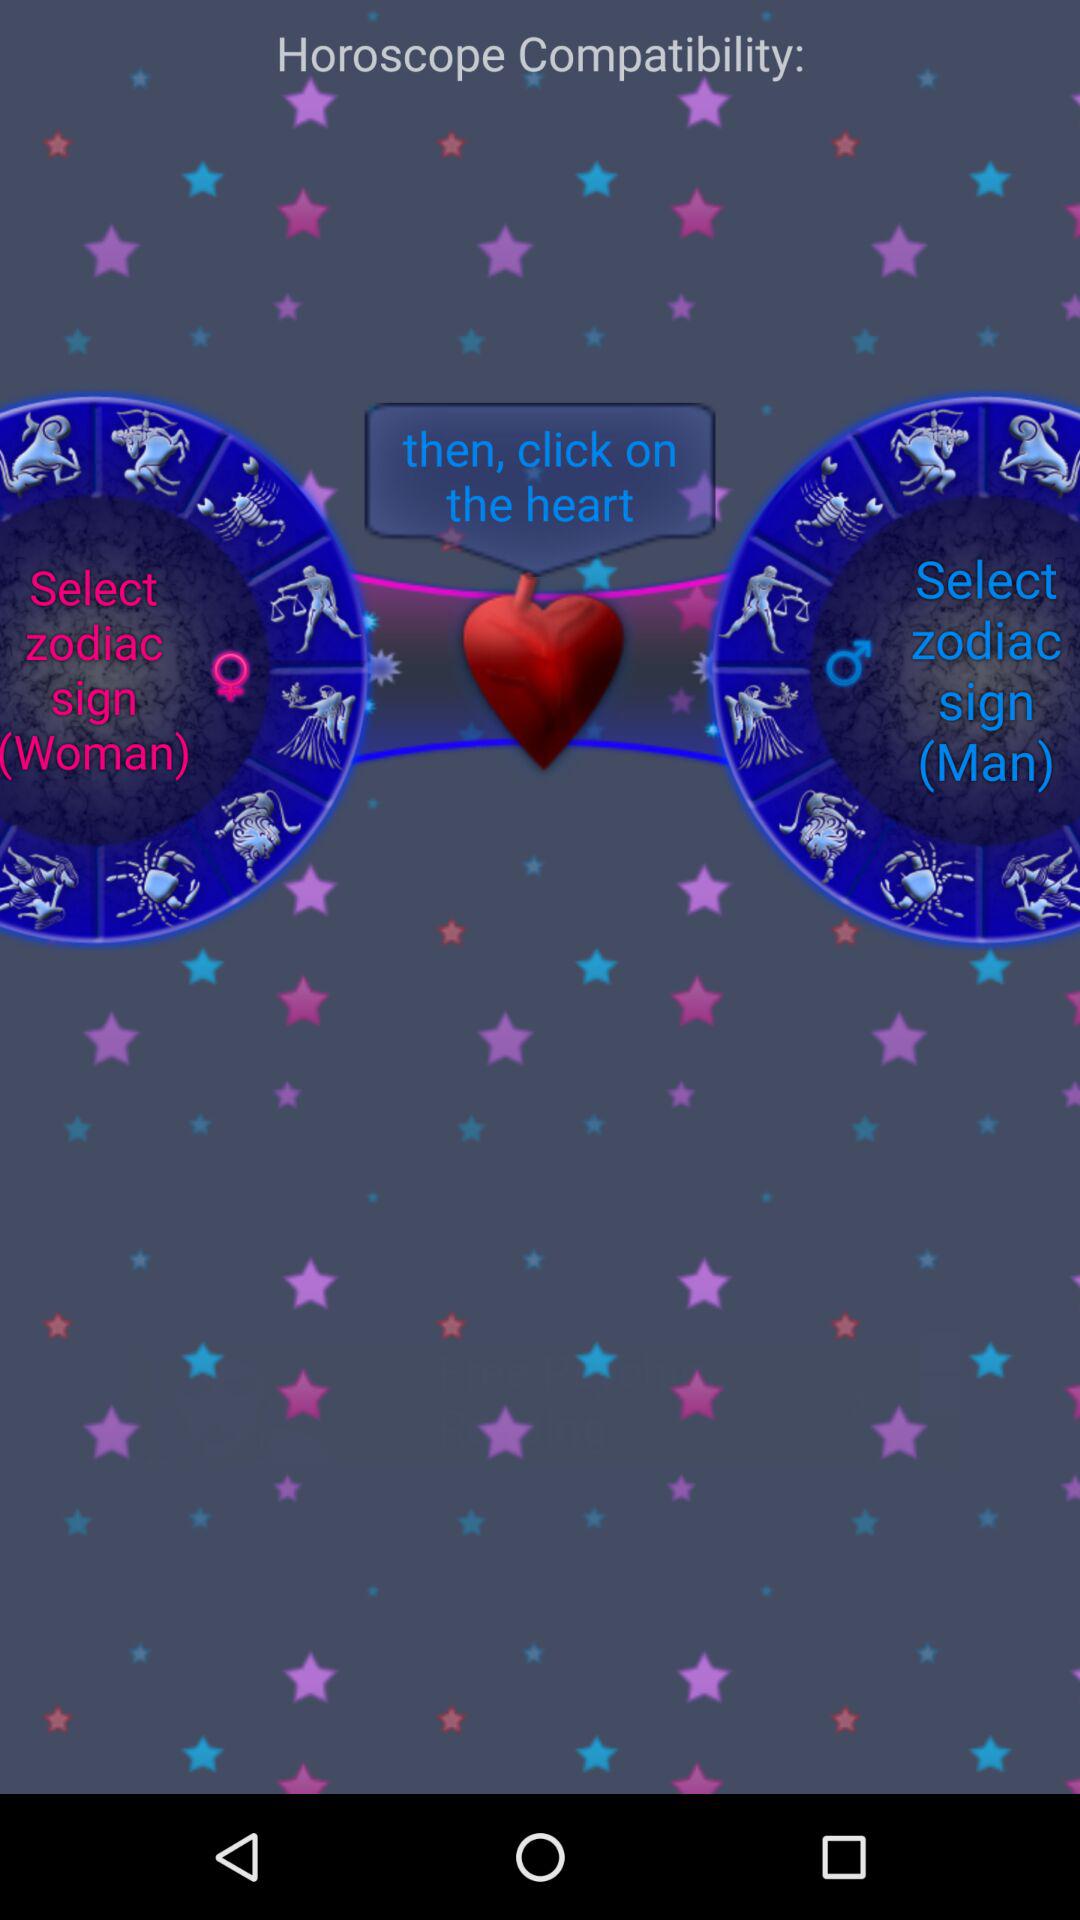 Horoscope Compatibility:
then, click on
the heart
Select
zodiac
sign
(Woman)
Select
zodiac
sign
(Man)